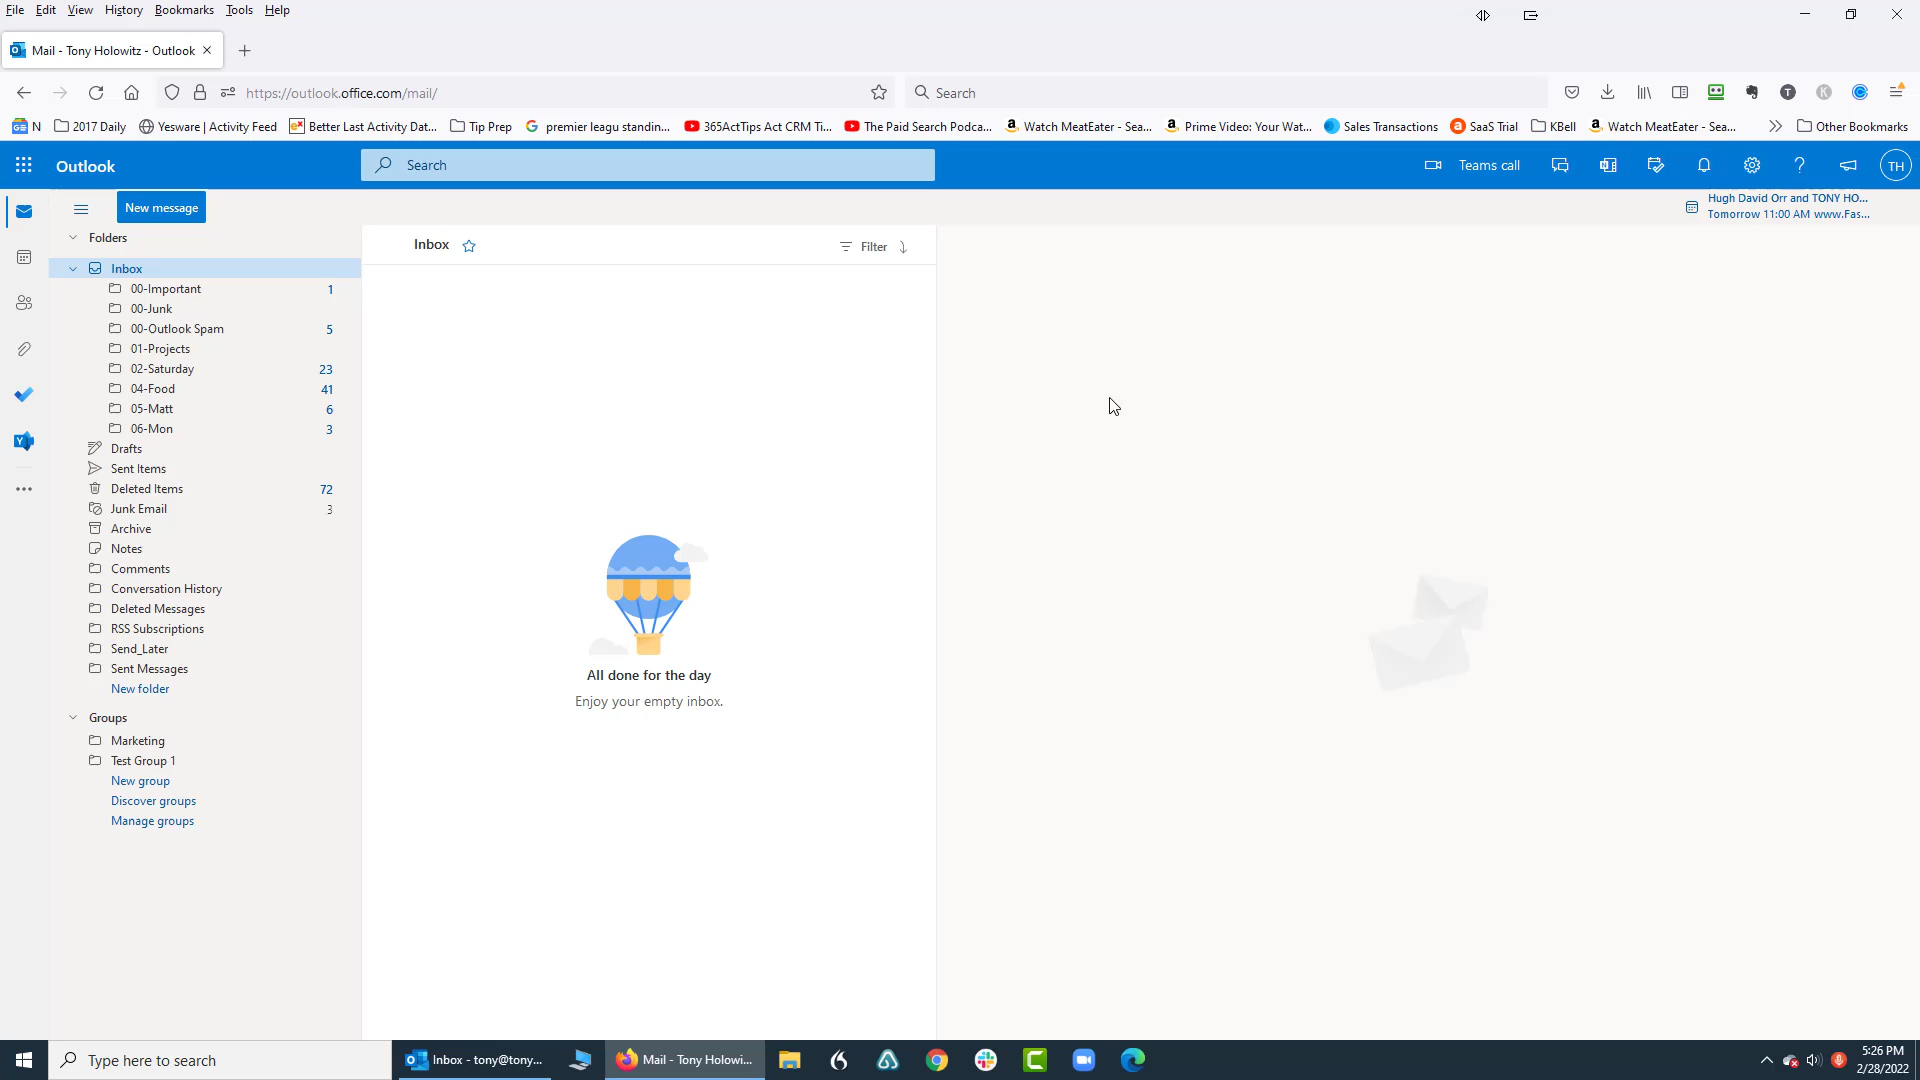 File Edit View History Bookmarks Tools Help
Mail - Tony Holowitz - Outlook
https://outlook.office.com/mail/
Search
N
2017 Daily
Yesware | Activity Feed
Better Last Activity Dat...
Tip Prep
premier leagu standin...
365ActTips Act CRM Ti...
The Paid Search Podca...
Watch MeatEater - Sea...
Prime Video: Your Wat...
Sales Transactions
SaaS Trial
KBell
Watch MeatEater - Sea...
Other Bookmarks
Outlook
Search
Teams call
TH
New message
Hugh David Orr and TONY HO...
Tomorrow 11:00 AM www.Fas...
Folders
Inbox
00-Important 1
00-Junk
00-Outlook Spam 5
01-Projects
02-Saturday 23
04-Food 41
05-Matt 6
06-Mon 3
Drafts
Sent Items
Deleted Items 72
Junk Email 3
Archive
Notes
Comments
Conversation History
Deleted Messages
RSS Subscriptions
Send_Later
Sent Messages
New folder
Groups
Marketing
Test Group 1
New group
Discover groups
Manage groups
Inbox
Filter
All done for the day
Enjoy your empty inbox.
Type here to search
Inbox - tony@tony...
Mail - Tony Holowi...
5:26 PM
2/28/2022